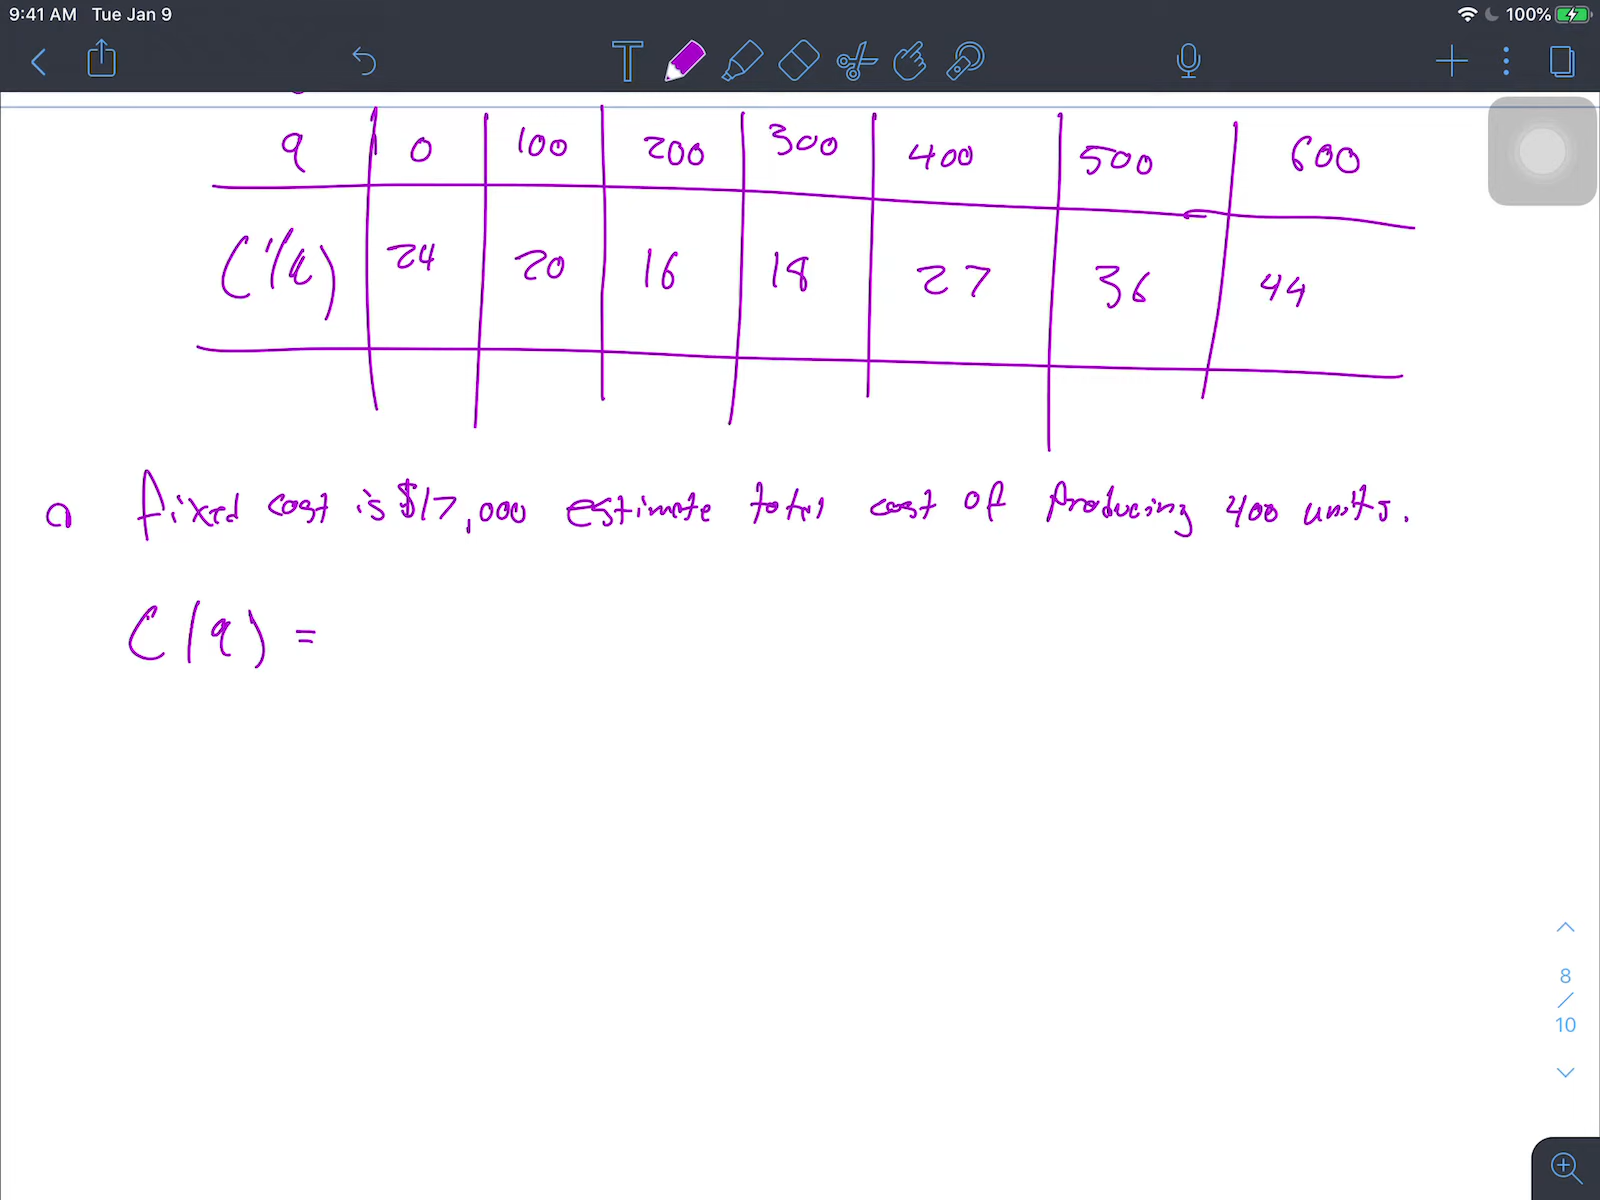 9:41 AM Tue Jan 9 100%
q 0 100 200 300 400 500 600
C'(q) 24 20 16 18 27 36 44
a fixed cost is $17,000 estimate total cost of producing 400 units.
C(q) =
8
/
10